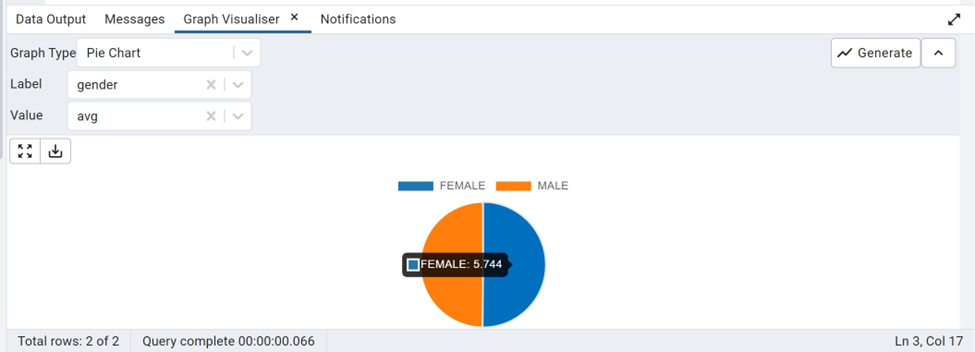 Data Output Messages Graph Visualiser × Notifications
Graph Type Pie Chart Generate
Label gender
Value avg
FEMALE MALE
FEMALE: 5.744
Total rows: 2 of 2 Query complete 00:00:00.066 Ln 3, Col 17